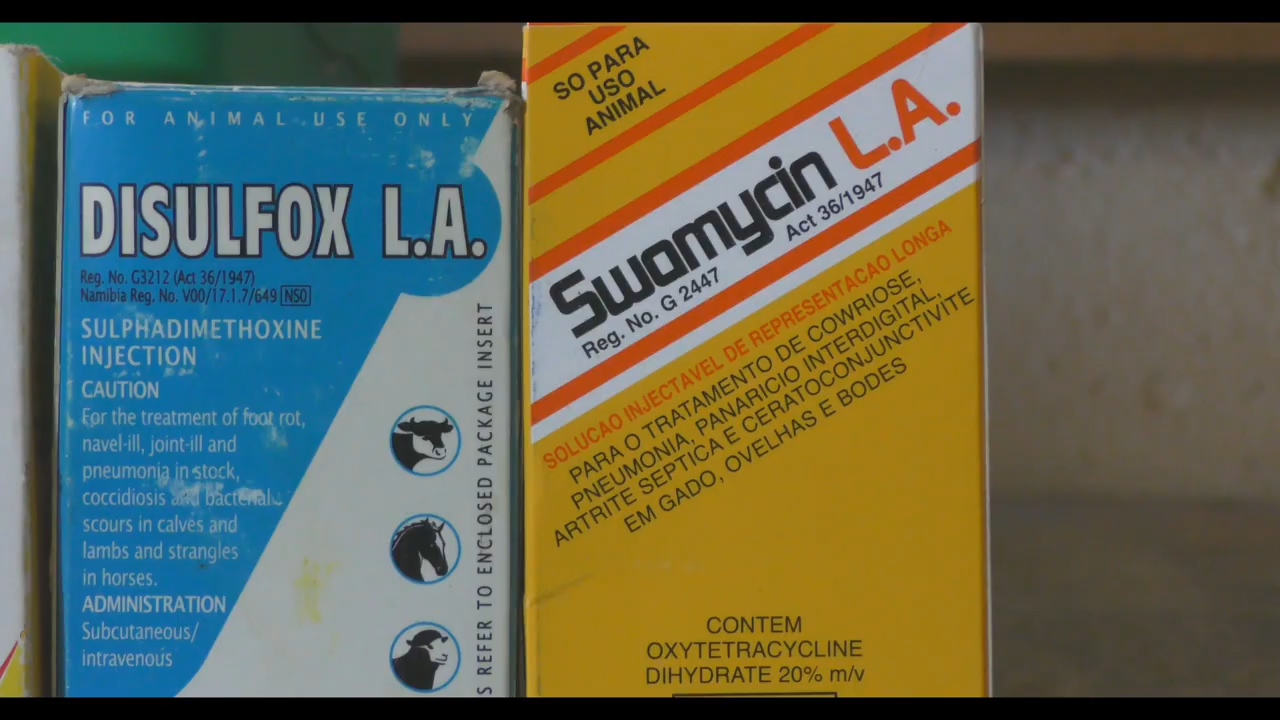 FOR ANIMAL USE ONLY
DISULFOX L.A.
Reg. No. G3212 (Act 36/1947)
Namibia Reg. No. V00/17.1.7/649 NS0
SULPHADIMETHOXINE
INJECTION
CAUTION
For the treatment of foot rot,
navel-ill, joint-ill and
pneumonia in stock,
coccidiosis and bacterial
scours in calves and
lambs and strangles
in horses.
ADMINISTRATION
Subcutaneous/
intravenous
S REFER TO ENCLOSED PACKAGE INSERT
SO PARA
USO
ANIMAL
Swamycin L.A.
Reg. No. G 2447 Act 36/1947
SOLUCAO INJECTAVEL DE REPRESENTACAO LONGA
PARA O TRATAMENTO DE COWRIOSE,
PNEUMONIA, PANARICIO INTERDIGITAL,
ARTRITE SEPTICA E CERATOCONJUNCTIVITE
EM GADO, OVELHAS E BODES
CONTEM
OXYTETRACYCLINE
DIHYDRATE 20% m/v